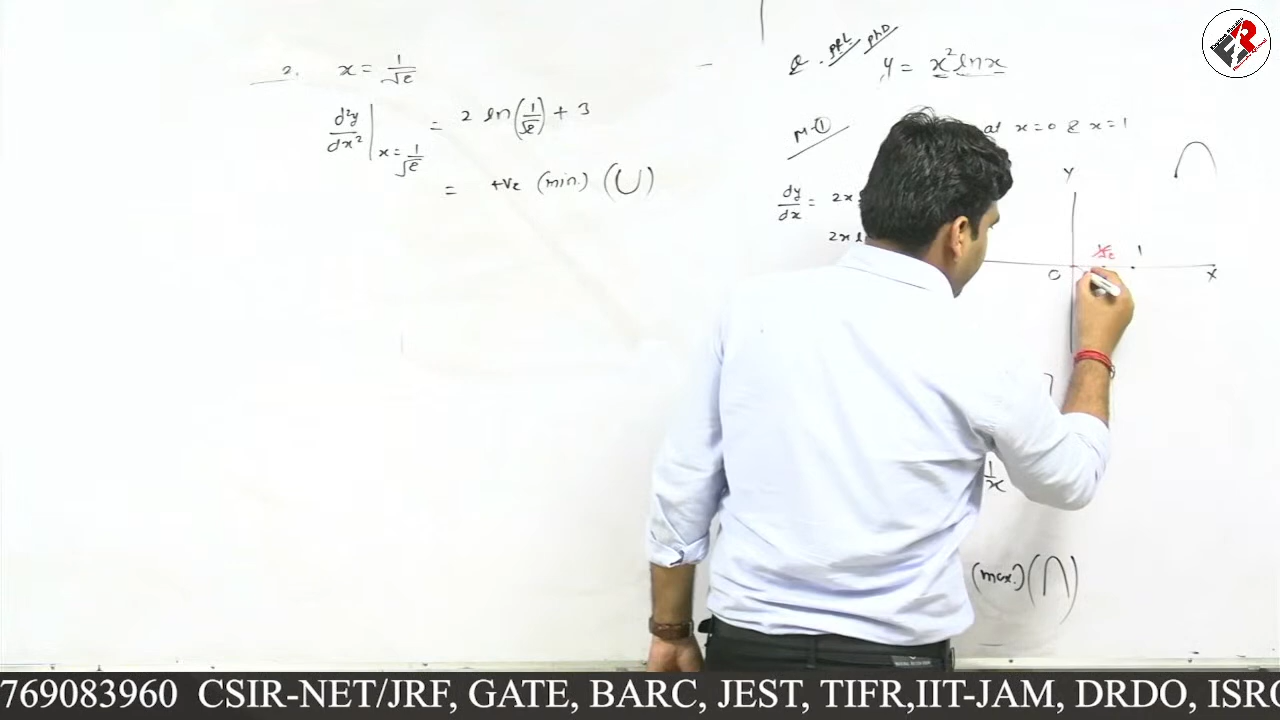 2. x = 1/√e
d²y/dx² | x = 1/√e = 2 ln(1/√e) + 3
= +ve (min.) (∪)
Q. PRL PhD
y = x² ln x
M-①
at x=0 & x=1
dy/dx = 2x
2x l
Y
1/√e 1
O X
1/x
(max.) (∩)
769083960 CSIR-NET/JRF, GATE, BARC, JEST, TIFR,IIT-JAM, DRDO, ISRO